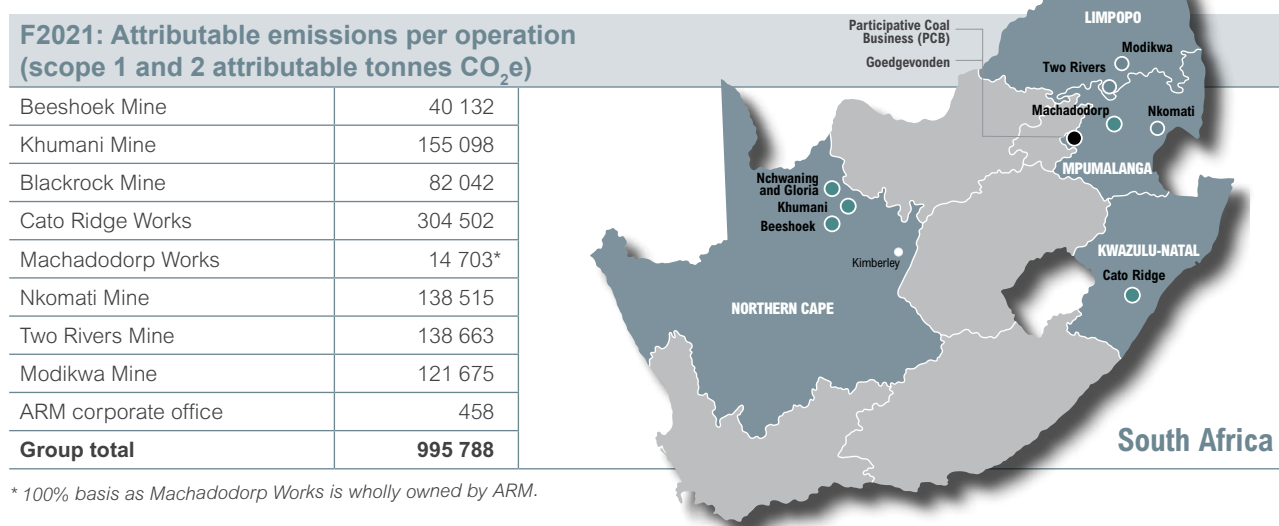 F2021: Attributable emissions per operation
(scope 1 and 2 attributable tonnes CO₂e)
Beeshoek Mine 40 132
Khumani Mine 155 098
Blackrock Mine 82 042
Cato Ridge Works 304 502
Machadodorp Works 14 703*
Nkomati Mine 138 515
Two Rivers Mine 138 663
Modikwa Mine 121 675
ARM corporate office 458
Group total 995 788
* 100% basis as Machadodorp Works is wholly owned by ARM.
Participative Coal
Business (PCB)
Goedgevonden
LIMPOPO
Modikwa
Two Rivers
Machadodorp
Nkomati
MPUMALANGA
Nchwaning
and Gloria
Khumani
Beeshoek
Kimberley
NORTHERN CAPE
KWAZULU-NATAL
Cato Ridge
South Africa